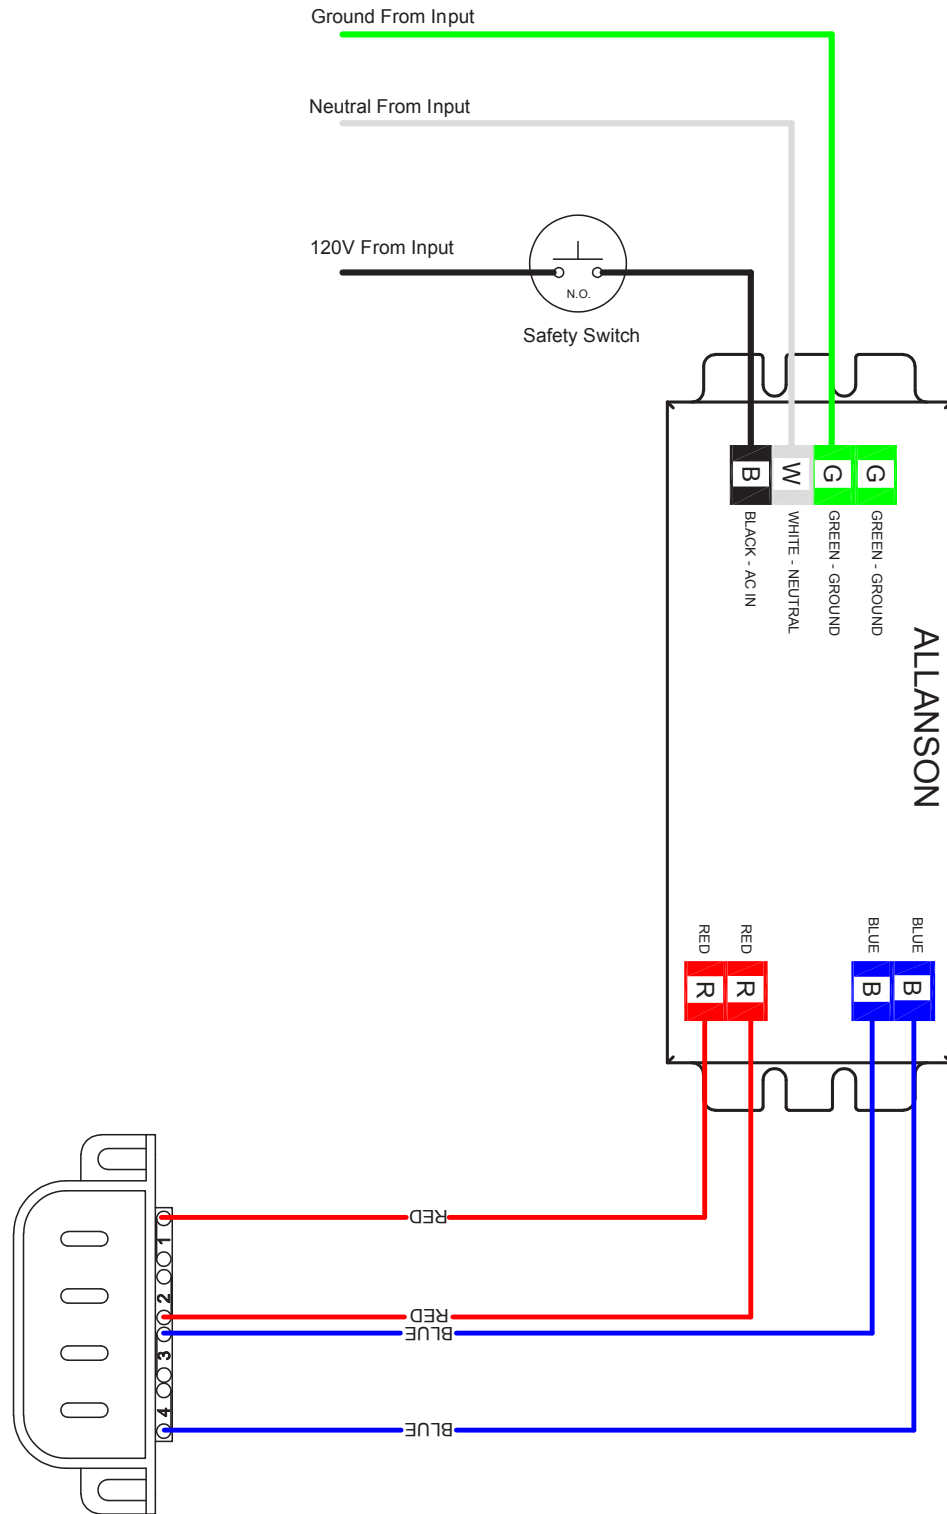 Ground From Input
Neutral From Input
120V From Input
N.O.
Safety Switch
B
W
G
G
BLACK - AC IN
WHITE - NEUTRAL
GREEN - GROUND
GREEN - GROUND
ALLANSON
RED
RED
BLUE
BLUE
R
R
B
B
RED
RED
BLUE
BLUE
1
2
3
4